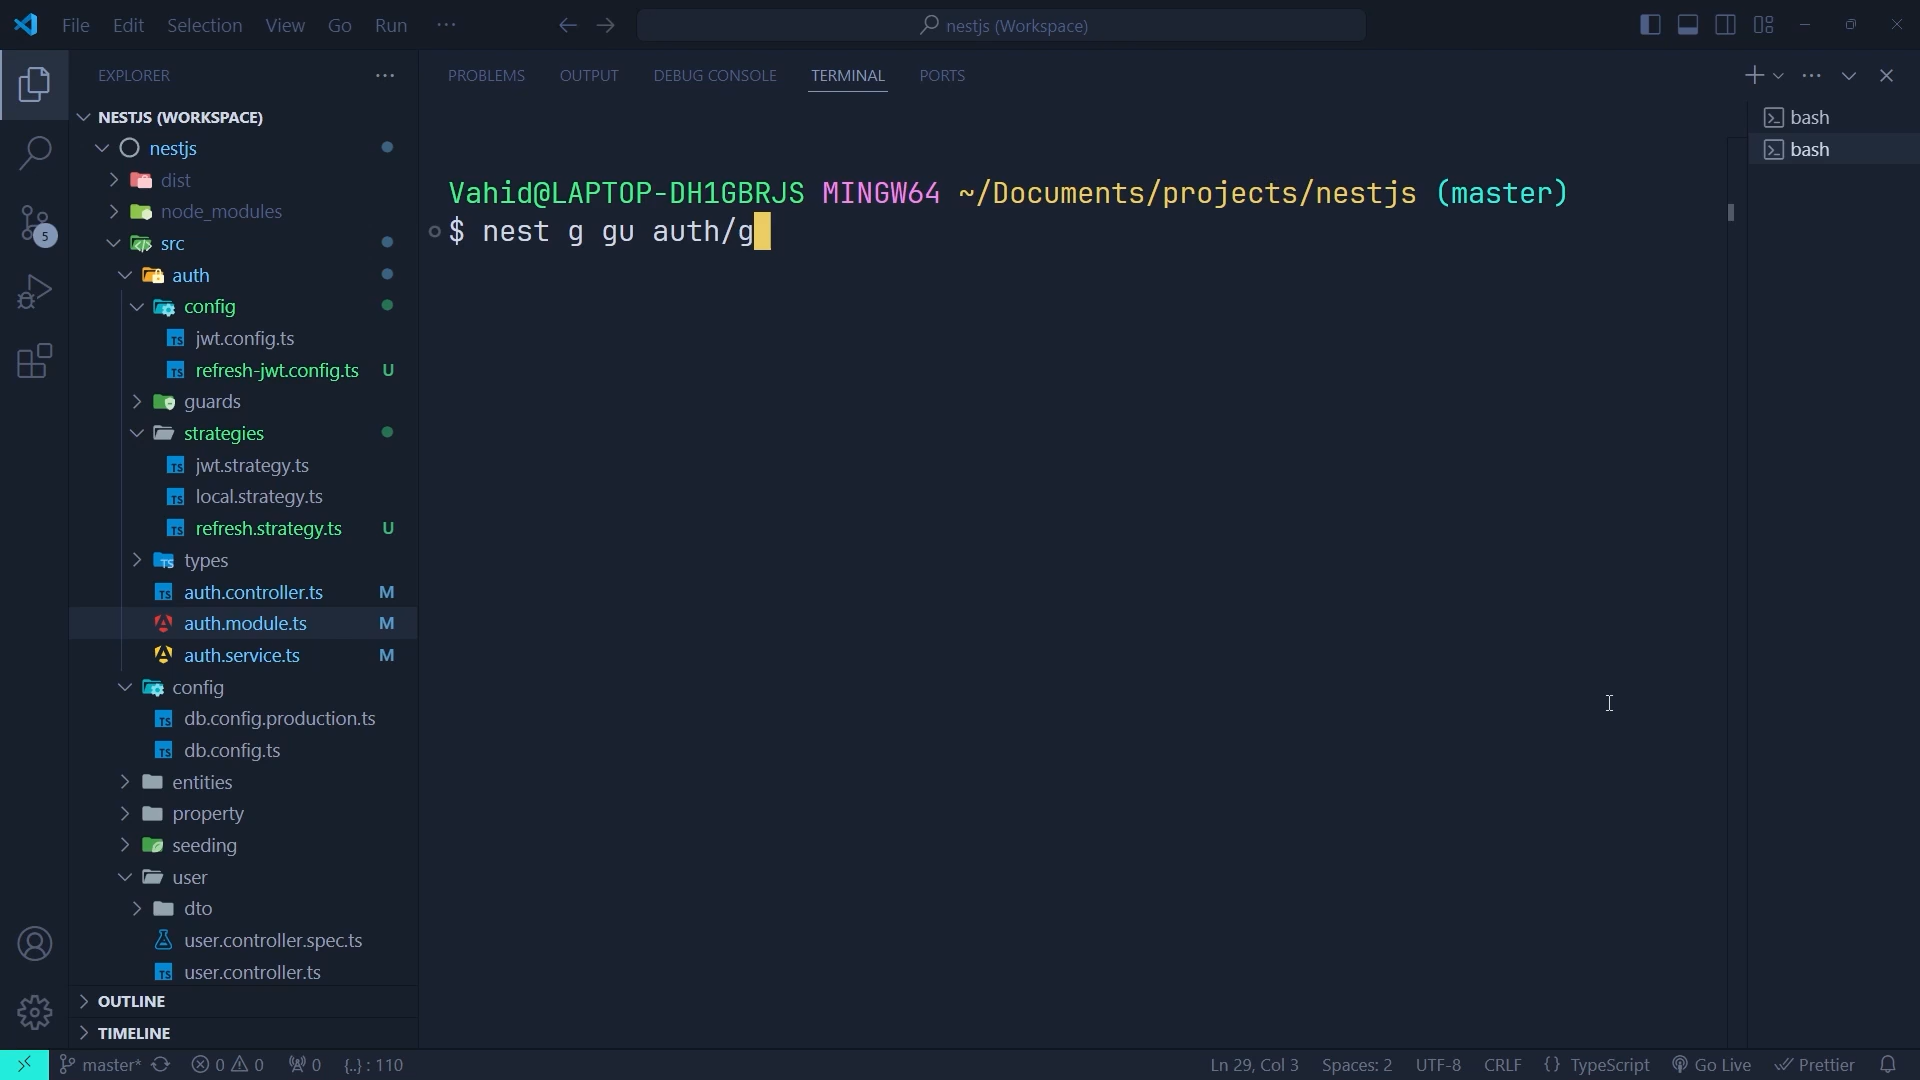 File Edit Selection View Go Run ··· nestjs (Workspace)
EXPLORER ···
NESTJS (WORKSPACE)
nestjs
dist
node_modules
src
auth
config
jwt.config.ts
refresh-jwt.config.ts U
guards
strategies
jwt.strategy.ts
local.strategy.ts
refresh.strategy.ts U
types
auth.controller.ts M
auth.module.ts M
auth.service.ts M
config
db.config.production.ts
db.config.ts
entities
property
seeding
user
dto
user.controller.spec.ts
user.controller.ts
OUTLINE
TIMELINE
5
PROBLEMS OUTPUT DEBUG CONSOLE TERMINAL PORTS
Vahid@LAPTOP-DH1GBRJS MINGW64 ~/Documents/projects/nestjs (master)
$ nest g gu auth/g
bash
bash
master* 0 0 0 {..} : 110 Ln 29, Col 3 Spaces: 2 UTF-8 CRLF {} TypeScript Go Live Prettier